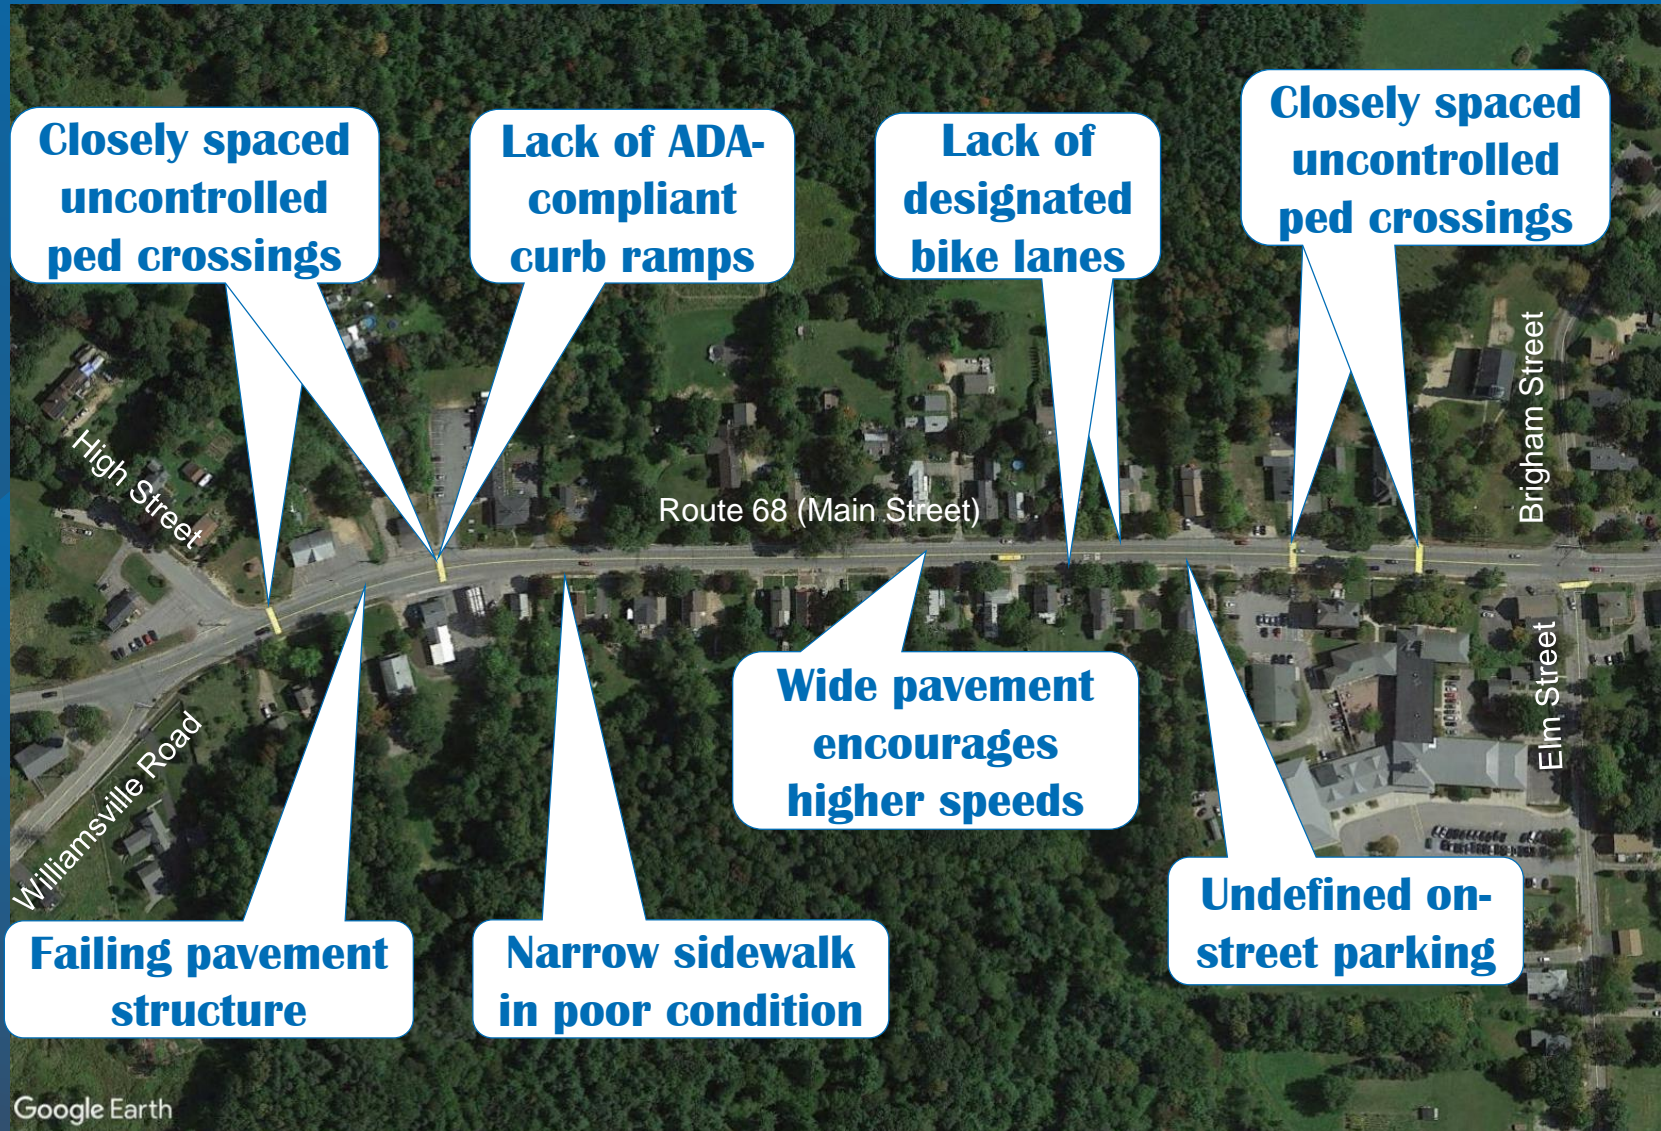 Closely spaced
uncontrolled
ped crossings
Lack of ADA-
compliant
curb ramps
Lack of
designated
bike lanes
Closely spaced
uncontrolled
ped crossings
High Street
Route 68 (Main Street)
Brigham Street
Williamsville Road
Wide pavement
encourages
higher speeds
Elm Street
Failing pavement
structure
Narrow sidewalk
in poor condition
Undefined on-
street parking
Google Earth